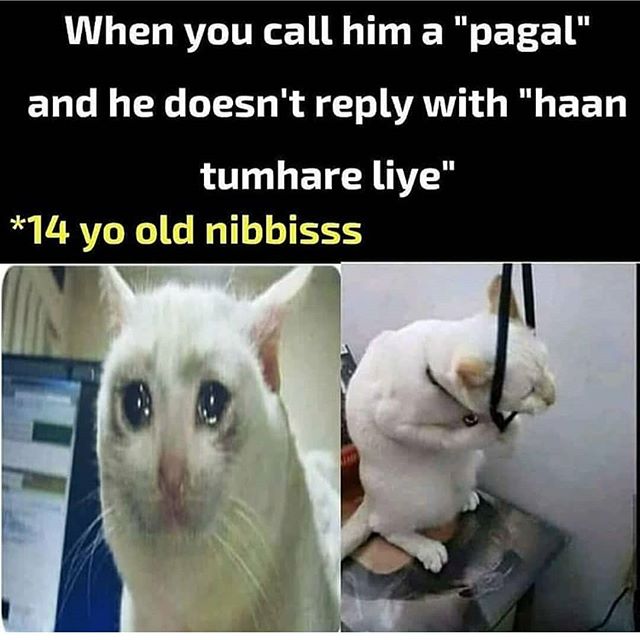 When you call him a "pagal"
and he doesn't reply with "haan
tumhare liye"
*14 yo old nibbisss